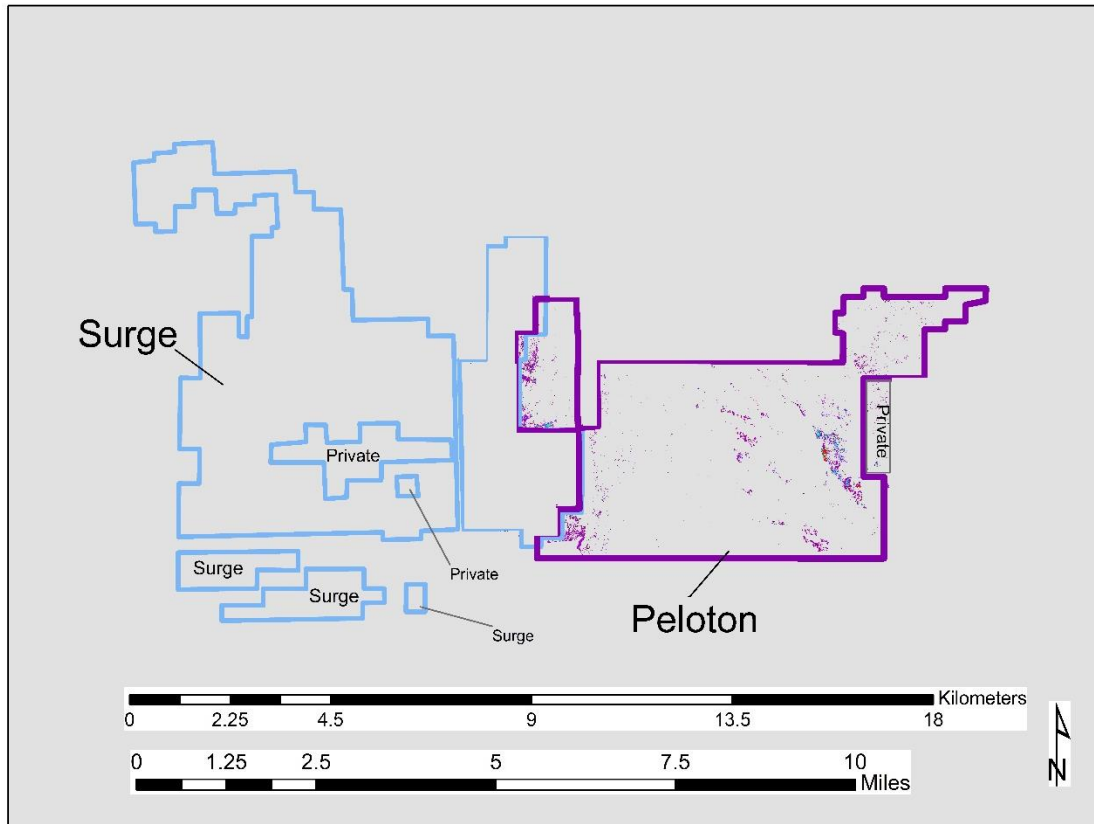 Surge
Private
Private
Private
Surge
Surge
Surge
Peloton
Kilometers
0 2.25 4.5 9 13.5 18
0 1.25 2.5 5 7.5 10
Miles
N